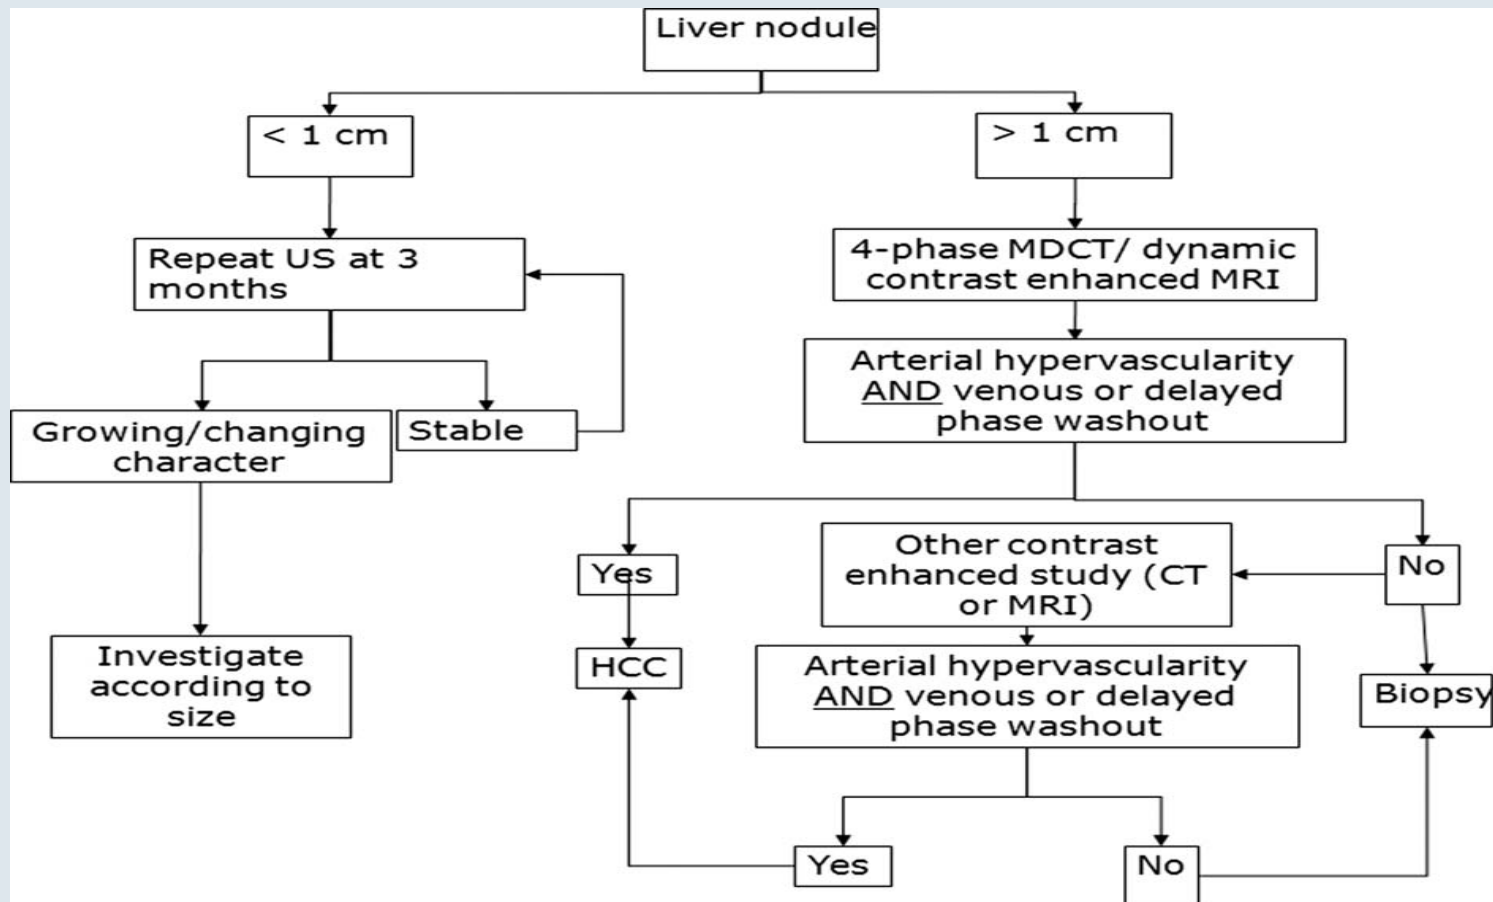 Liver nodule
< 1 cm
> 1 cm
Repeat US at 3
months
4-phase MDCT/ dynamic
contrast enhanced MRI
Arterial hypervascularity
AND venous or delayed
phase washout
Growing/changing
character
Stable
Yes
Other contrast
enhanced study (CT
or MRI)
No
Investigate
according to
size
HCC
Arterial hypervascularity
AND venous or delayed
phase washout
Biopsy
Yes
No